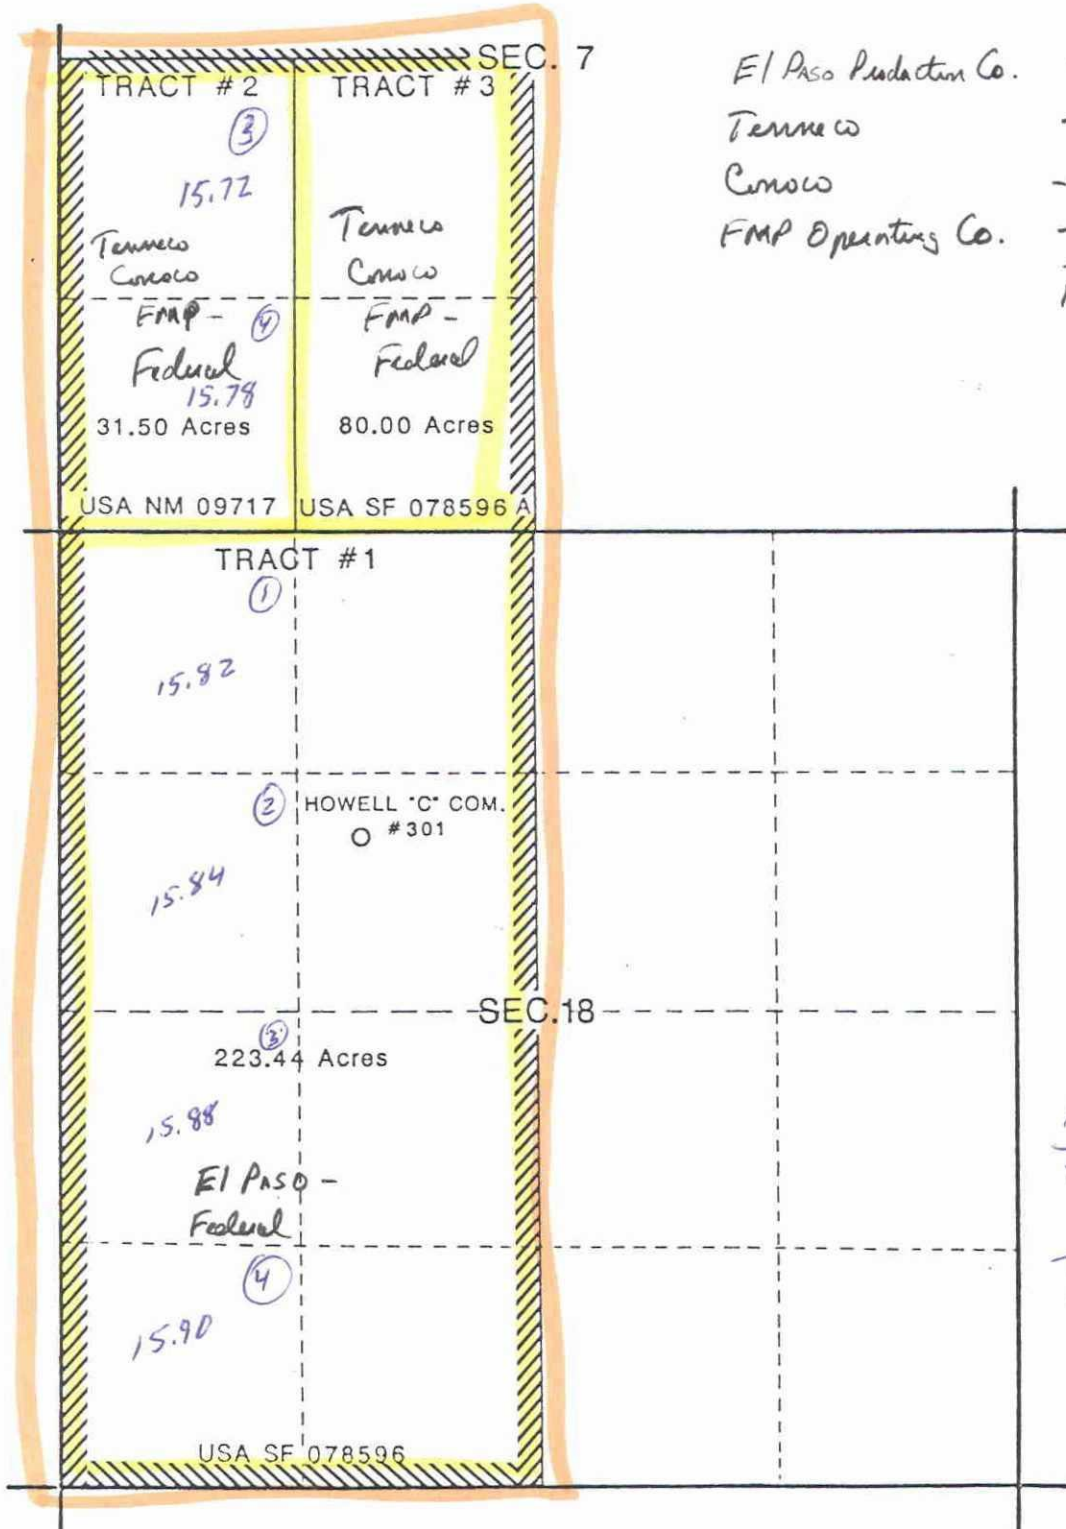 SEC. 7
TRACT #2
③
15.72
Tenneco
Conoco
FMP -
④
Federal
15.78
31.50 Acres
USA NM 09717
TRACT #3
Tenneco
Conoco
FMP -
Federal
80.00 Acres
USA SF 078596 A
El Paso Production Co.
Tenneco
Conoco
FMP Operating Co.
TRACT #1
①
15.82
②
HOWELL "C" COM.
#301
15.84
SEC.18
③
223.44 Acres
15.88
El Paso -
Federal
④
15.90
USA SF 078596